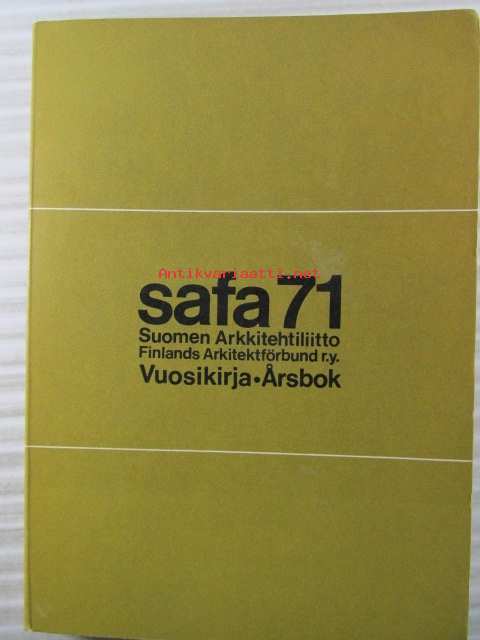 Antikvariaatti.net
safa 71
Suomen Arkkitehtiliitto
Finlands Arkitektförbund r.y.
Vuosikirja • Årsbok